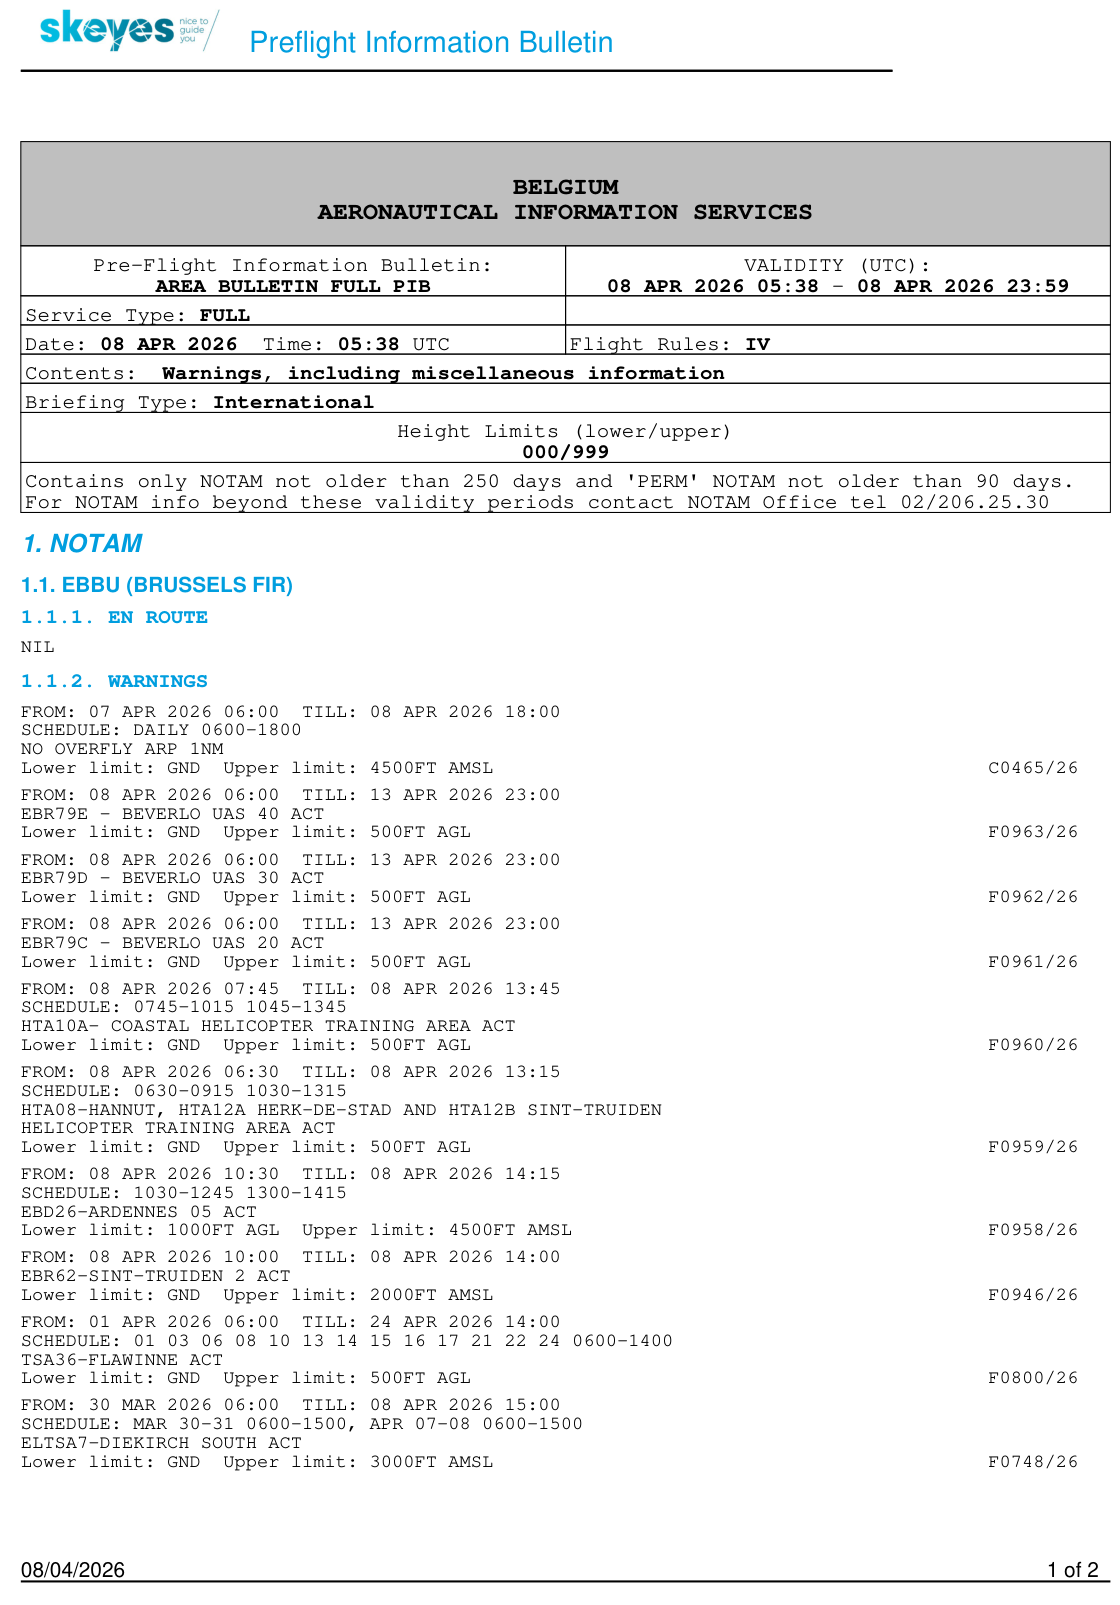 skeyes nice to guide you
Preflight Information Bulletin
BELGIUM
AERONAUTICAL INFORMATION SERVICES
Pre-Flight Information Bulletin:
AREA BULLETIN FULL PIB
VALIDITY (UTC):
08 APR 2026 05:38 - 08 APR 2026 23:59
Service Type: FULL
Date: 08 APR 2026  Time: 05:38 UTC
Flight Rules: IV
Contents:  Warnings, including miscellaneous information
Briefing Type: International
Height Limits (lower/upper)
000/999
Contains only NOTAM not older than 250 days and 'PERM' NOTAM not older than 90 days.
For NOTAM info beyond these validity periods contact NOTAM Office tel 02/206.25.30
1. NOTAM
1.1. EBBU (BRUSSELS FIR)
1.1.1. EN ROUTE
NIL
1.1.2. WARNINGS
FROM: 07 APR 2026 06:00  TILL: 08 APR 2026 18:00
SCHEDULE: DAILY 0600-1800
NO OVERFLY ARP 1NM
Lower limit: GND  Upper limit: 4500FT AMSL C0465/26
FROM: 08 APR 2026 06:00  TILL: 13 APR 2026 23:00
EBR79E - BEVERLO UAS 40 ACT
Lower limit: GND  Upper limit: 500FT AGL F0963/26
FROM: 08 APR 2026 06:00  TILL: 13 APR 2026 23:00
EBR79D - BEVERLO UAS 30 ACT
Lower limit: GND  Upper limit: 500FT AGL F0962/26
FROM: 08 APR 2026 06:00  TILL: 13 APR 2026 23:00
EBR79C - BEVERLO UAS 20 ACT
Lower limit: GND  Upper limit: 500FT AGL F0961/26
FROM: 08 APR 2026 07:45  TILL: 08 APR 2026 13:45
SCHEDULE: 0745-1015 1045-1345
HTA10A- COASTAL HELICOPTER TRAINING AREA ACT
Lower limit: GND  Upper limit: 500FT AGL F0960/26
FROM: 08 APR 2026 06:30  TILL: 08 APR 2026 13:15
SCHEDULE: 0630-0915 1030-1315
HTA08-HANNUT, HTA12A HERK-DE-STAD AND HTA12B SINT-TRUIDEN
HELICOPTER TRAINING AREA ACT
Lower limit: GND  Upper limit: 500FT AGL F0959/26
FROM: 08 APR 2026 10:30  TILL: 08 APR 2026 14:15
SCHEDULE: 1030-1245 1300-1415
EBD26-ARDENNES 05 ACT
Lower limit: 1000FT AGL  Upper limit: 4500FT AMSL F0958/26
FROM: 08 APR 2026 10:00  TILL: 08 APR 2026 14:00
EBR62-SINT-TRUIDEN 2 ACT
Lower limit: GND  Upper limit: 2000FT AMSL F0946/26
FROM: 01 APR 2026 06:00  TILL: 24 APR 2026 14:00
SCHEDULE: 01 03 06 08 10 13 14 15 16 17 21 22 24 0600-1400
TSA36-FLAWINNE ACT
Lower limit: GND  Upper limit: 500FT AGL F0800/26
FROM: 30 MAR 2026 06:00  TILL: 08 APR 2026 15:00
SCHEDULE: MAR 30-31 0600-1500, APR 07-08 0600-1500
ELTSA7-DIEKIRCH SOUTH ACT
Lower limit: GND  Upper limit: 3000FT AMSL F0748/26
08/04/2026 1 of 2